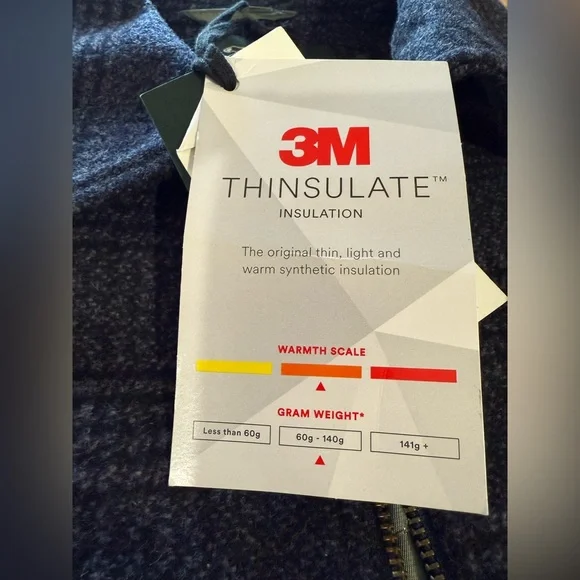 3M
THINSULATE™
INSULATION
The original thin, light and
warm synthetic insulation
WARMTH SCALE
GRAM WEIGHT*
Less than 60g 60g - 140g 141g +